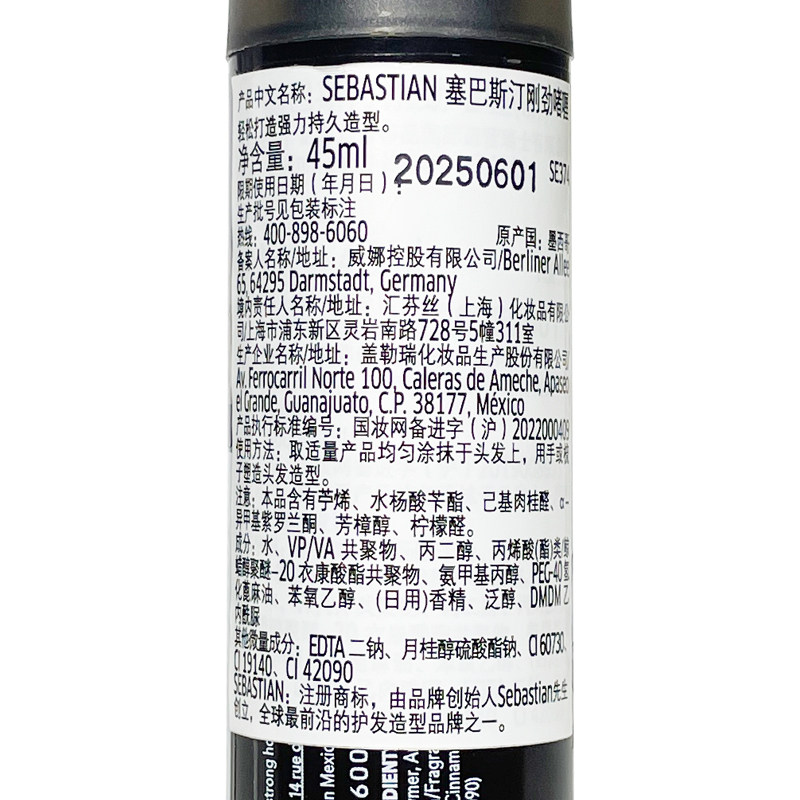 产品中文名称：SEBASTIAN 塞巴斯汀刚劲啫喱
轻松打造强力持久造型。
净含量：45ml
20250601 SE374
限期使用日期（年月日）：
生产批号见包装标注
热线：400-898-6060 原产国：墨西哥
备案人名称/地址：威娜控股有限公司/Berliner Allee
65, 64295 Darmstadt, Germany
境内责任人名称/地址：汇芬丝（上海）化妆品有限公
司/上海市浦东新区灵岩南路728号5幢311室
生产企业名称/地址：盖勒瑞化妆品生产股份有限公司/
Av. Ferrocarril Norte 100, Caleras de Ameche, Apaseo
el Grande, Guanajuato, C.P. 38177, México
产品执行标准编号：国妆网备进字（沪）2022000409
使用方法：取适量产品均匀涂抹于头发上，用手或梳
子塑造头发造型。
注意：本品含有苧烯、水杨酸苄酯、己基肉桂醛、α-
异甲基紫罗兰酮、芳樟醇、柠檬醛。
成分：水、VP/VA 共聚物、丙二醇、丙烯酸(酯)类/鲸
蜡醇聚醚-20 衣康酸酯共聚物、氨甲基丙醇、PEG-40 氢
化蓖麻油、苯氧乙醇、(日用)香精、泛醇、DMDM 乙
内酰脲
其他微量成分：EDTA 二钠、月桂醇硫酸酯钠、CI 60730、
CI 19140、CI 42090
SEBASTIAN：注册商标，由品牌创始人Sebastian先生
创立，全球最前沿的护发造型品牌之一。
strong
14 rue
n Mexic
600
DIENT
mer, A
/Fragra
Cinnam
90)